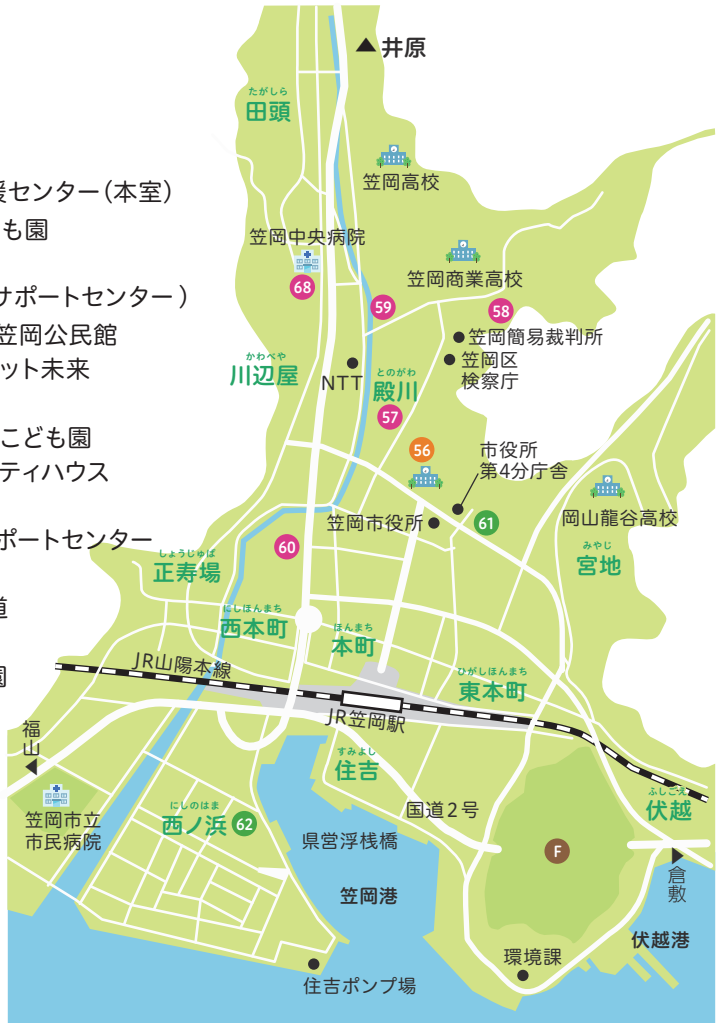 ▲井原
たがしら
田頭
笠岡高校
援センター(本室)
も園
笠岡中央病院
68
笠岡商業高校
サポートセンター)
59
58
笠岡公民館
笠岡簡易裁判所
ット未来
笠岡区
検察庁
かわべや
川辺屋
NTT
とのがわ
殿川
57
こども園
56
市役所
第4分庁舎
ティハウス
笠岡市役所
61
岡山龍谷高校
ポートセンター
60
みやじ
宮地
しょうじゅば
正寿場
道
にしほんまち
西本町
ほんまち
本町
JR山陽本線
ひがしほんまち
東本町
園
JR笠岡駅
福山
すみよし
住吉
ふしごえ
伏越
笠岡市立
市民病院
にしのはま
西ノ浜
62
国道2号
県営浮桟橋
F
倉敷
笠岡港
伏越港
環境課
住吉ポンプ場